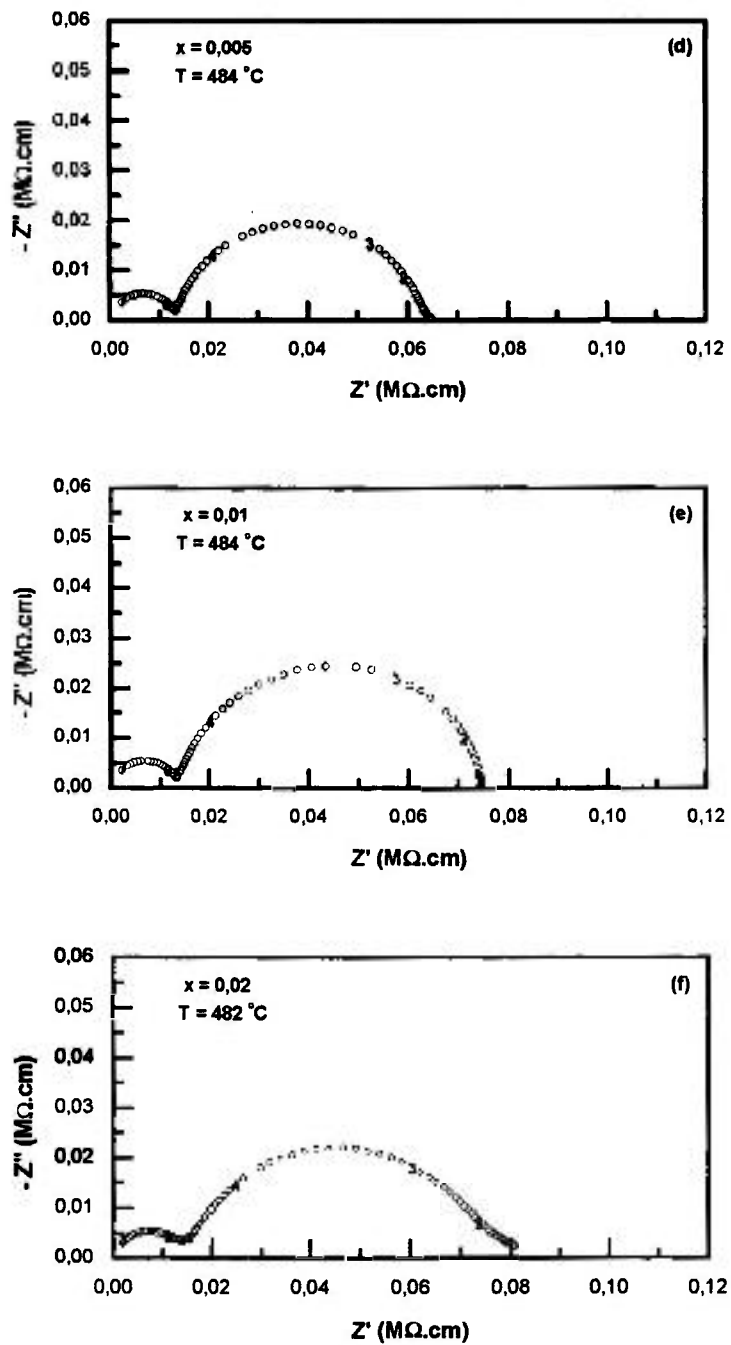 0,06
x = 0,005
(d)
T = 484 °C
0,05
0,04
0,03
0,02
0,01
0,00
- Z" (MΩ.cm)
0,00 0,02 0,04 0,06 0,08 0,10 0,12
Z' (MΩ.cm)
0,06
x = 0,01
(e)
T = 484 °C
0,05
0,04
0,03
0,02
0,01
0,00
- Z" (MΩ.cm)
0,00 0,02 0,04 0,06 0,08 0,10 0,12
Z' (MΩ.cm)
0,06
x = 0,02
(f)
T = 482 °C
0,05
0,04
0,03
0,02
0,01
0,00
- Z" (MΩ.cm)
0,00 0,02 0,04 0,06 0,08 0,10 0,12
Z' (MΩ.cm)